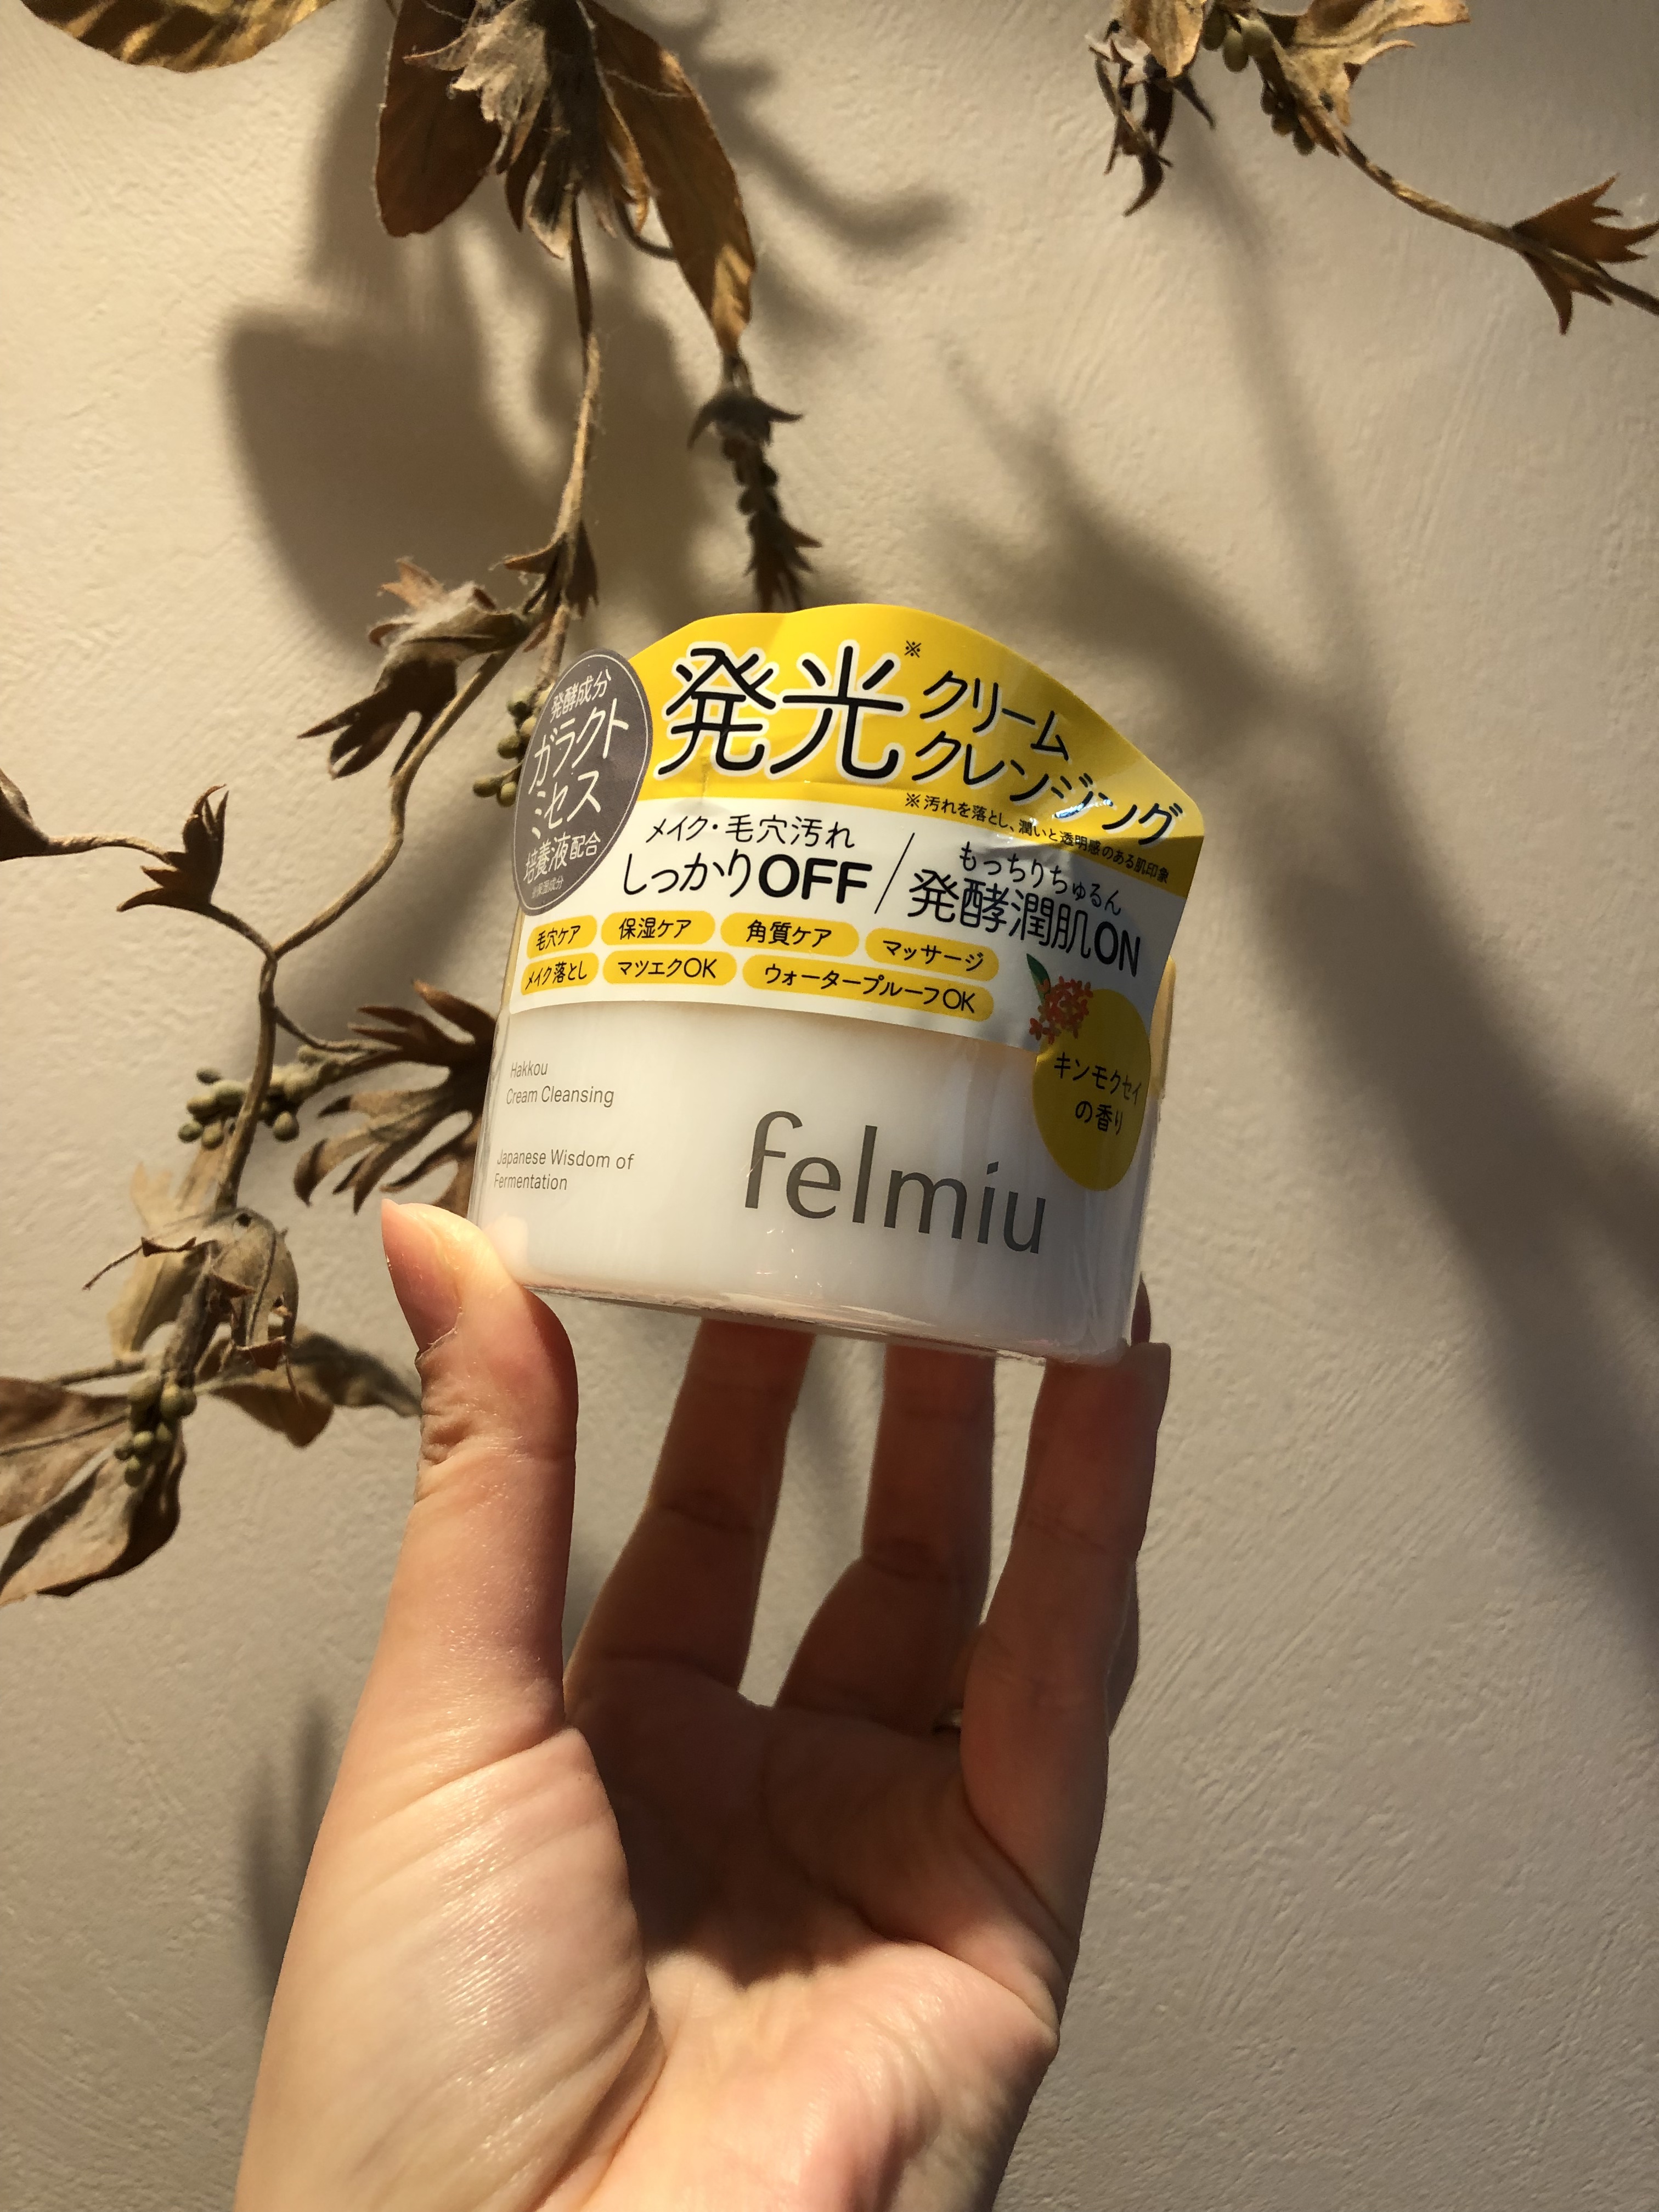 発酵成分
ガラクト
ミセス
培養液配合
※保湿成分
発光※
クリーム
クレンジング
※汚れを落とし、潤いと透明感のある肌印象
メイク・毛穴汚れ
しっかりOFF
もっちりちゅるん
発酵潤肌ON
毛穴ケア
保湿ケア
角質ケア
マッサージ
メイク落とし
マツエクOK
ウォータープルーフOK
キンモクセイ
の香り
Hakkou
Cream Cleansing
Japanese Wisdom of
Fermentation
felmiu